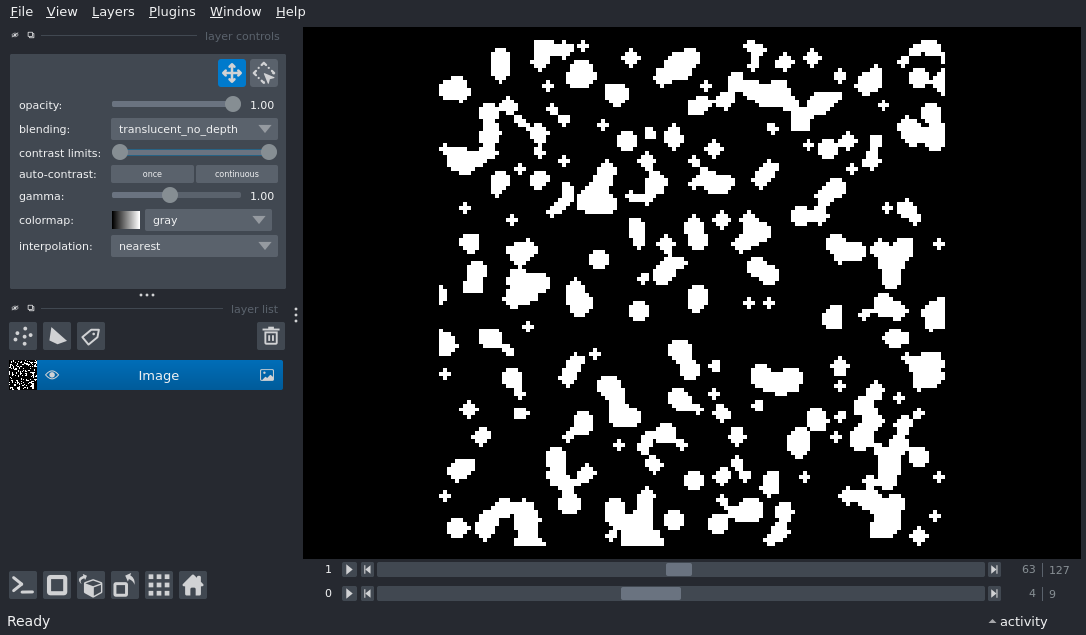 File View Layers Plugins Window Help
layer controls
opacity: 1.00
blending: translucent_no_depth
contrast limits:
auto-contrast: once continuous
gamma: 1.00
colormap: gray
interpolation: nearest
layer list
Image
1 63 127
0 4 9
Ready activity